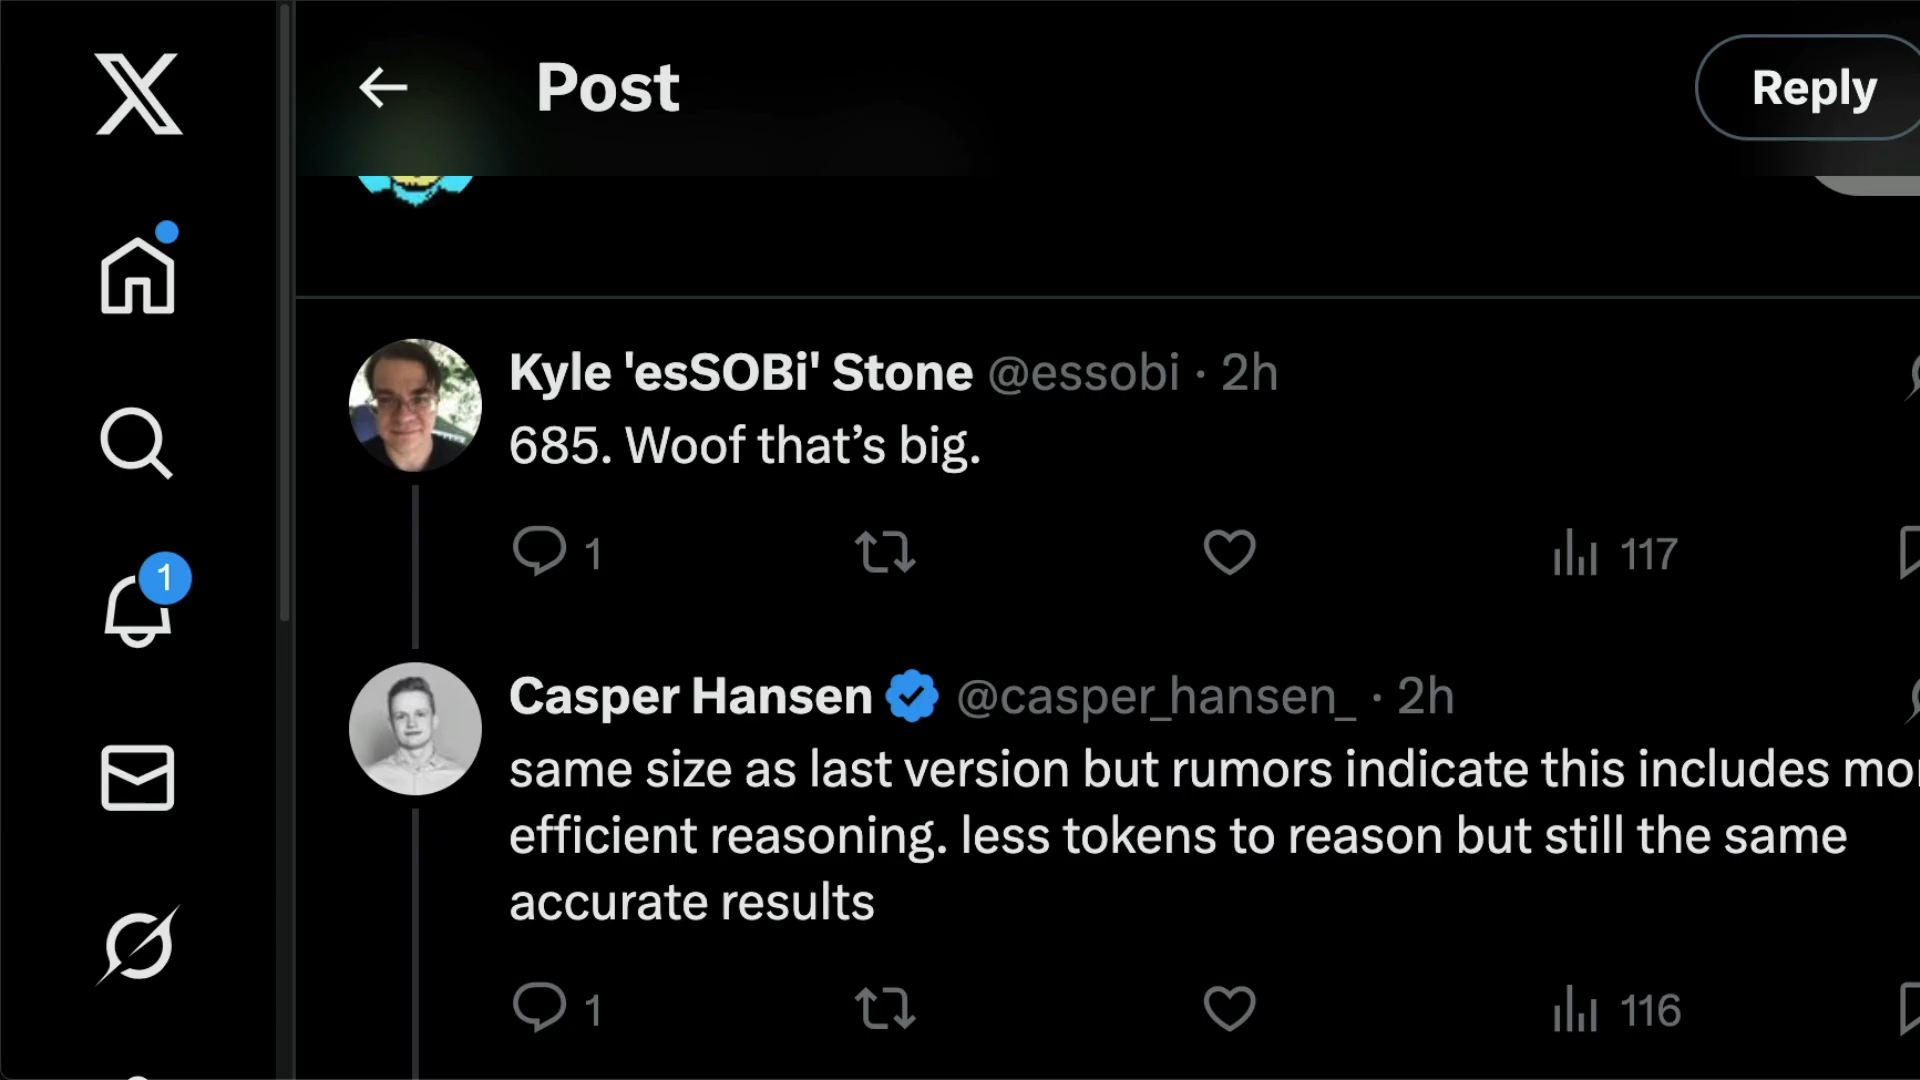 Post
Reply
Kyle 'esSOBi' Stone @essobi · 2h
685. Woof that’s big.
1
117
1
Casper Hansen @casper_hansen_ · 2h
same size as last version but rumors indicate this includes
efficient reasoning. less tokens to reason but still the same
accurate results
1
116